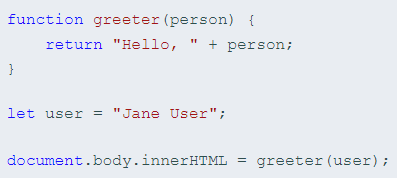 function greeter(person) {
    return "Hello, " + person;
}
let user = "Jane User";
document.body.innerHTML = greeter(user);